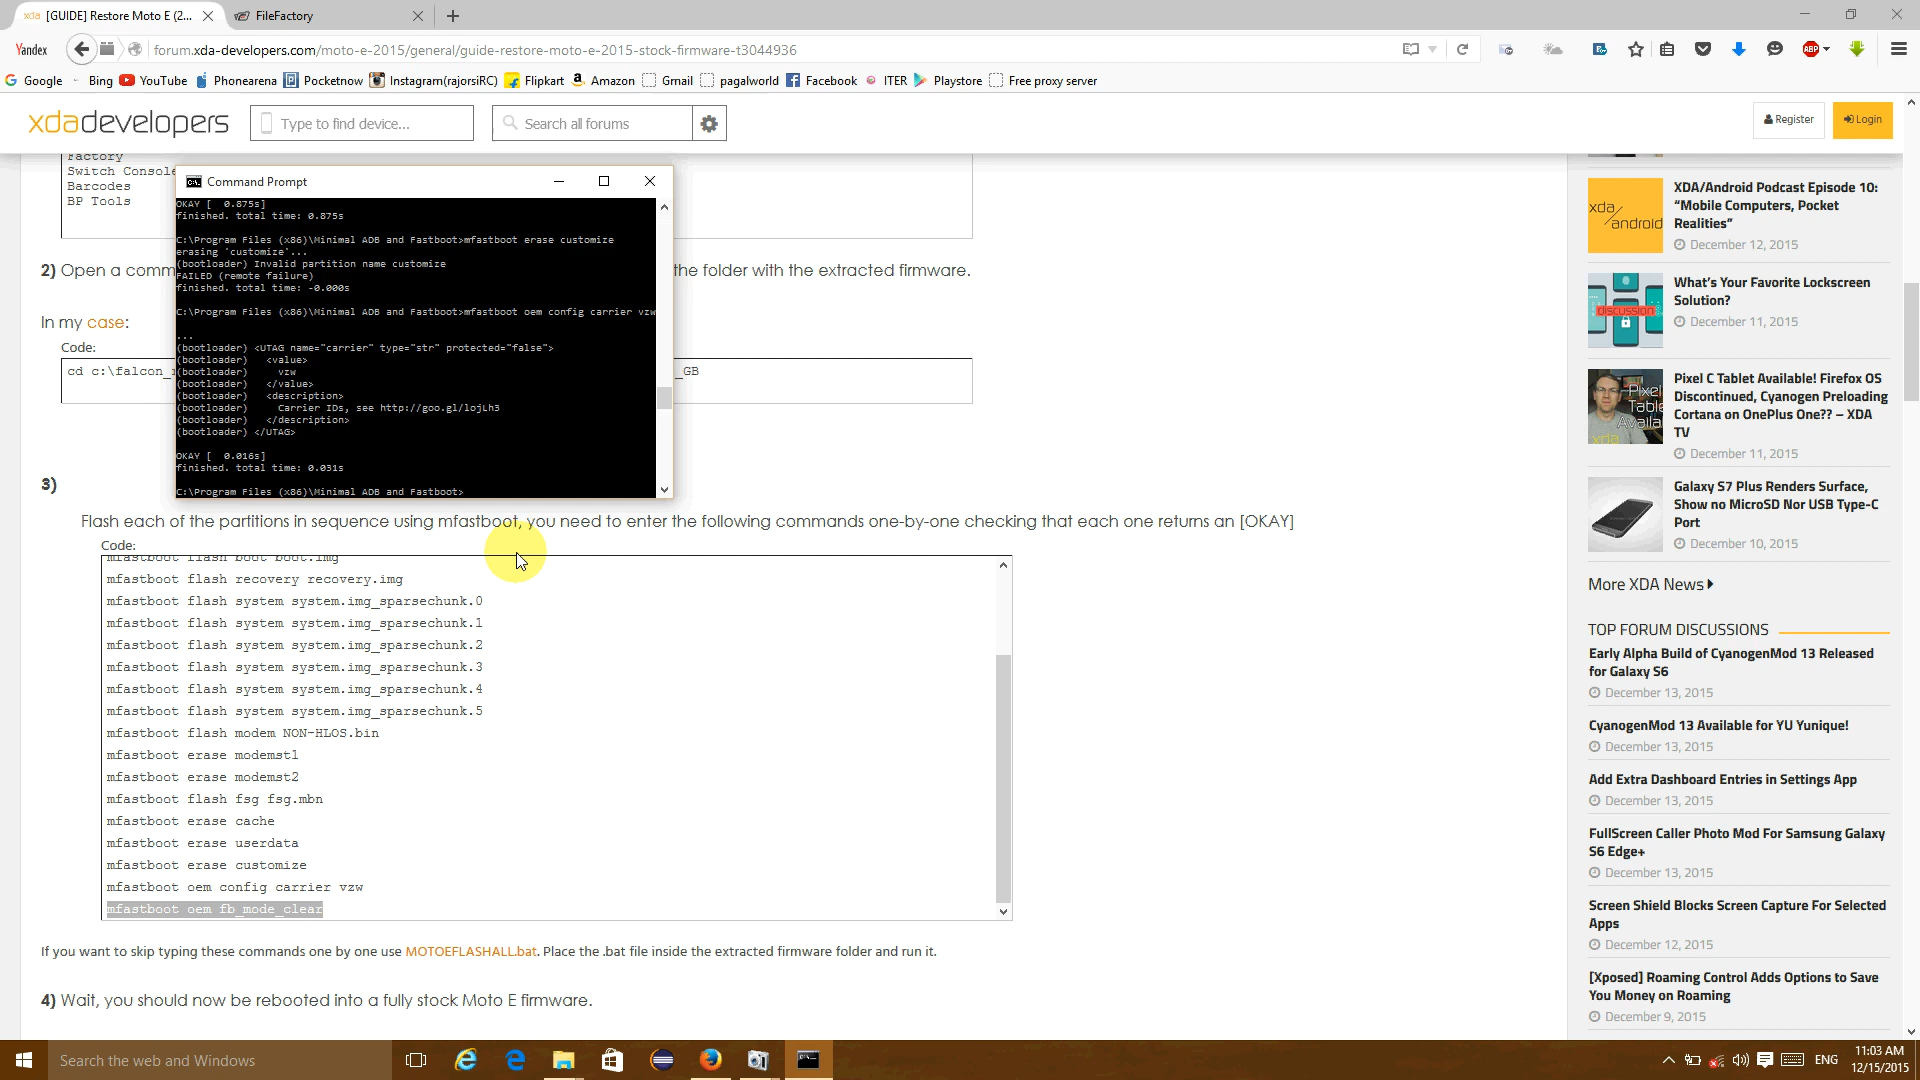 xda [GUIDE] Restore Moto E (2...
FileFactory
Yandex
forum.xda-developers.com/moto-e-2015/general/guide-restore-moto-e-2015-stock-firmware-t3044936
ABP
Google Bing YouTube Phonearena Pocketnow Instagram(rajorsiRC) Flipkart Amazon Gmail pagalworld Facebook ITER Playstore Free proxy server
xdadevelopers
Type to find device...
Search all forums
Register
Login
Factory
Switch Console
Barcodes
BP Tools
2) Open a comm
the folder with the extracted firmware.
In my case:
Code:
cd c:\falcon_
_GB
Command Prompt
OKAY [  0.875s]
finished. total time: 0.875s
C:\Program Files (x86)\Minimal ADB and Fastboot>mfastboot erase customize
erasing 'customize'...
(bootloader) Invalid partition name customize
FAILED (remote failure)
finished. total time: -0.000s
C:\Program Files (x86)\Minimal ADB and Fastboot>mfastboot oem config carrier vzw
...
(bootloader) <UTAG name="carrier" type="str" protected="false">
(bootloader)   <value>
(bootloader)     vzw
(bootloader)   </value>
(bootloader)   <description>
(bootloader)     Carrier IDs, see http://goo.gl/lojLh3
(bootloader)   </description>
(bootloader) </UTAG>
OKAY [  0.016s]
finished. total time: 0.031s
C:\Program Files (x86)\Minimal ADB and Fastboot>
3)
Flash each of the partitions in sequence using mfastboot, you need to enter the following commands one-by-one checking that each one returns an [OKAY]
Code:
mfastboot flash boot boot.img
mfastboot flash recovery recovery.img
mfastboot flash system system.img_sparsechunk.0
mfastboot flash system system.img_sparsechunk.1
mfastboot flash system system.img_sparsechunk.2
mfastboot flash system system.img_sparsechunk.3
mfastboot flash system system.img_sparsechunk.4
mfastboot flash system system.img_sparsechunk.5
mfastboot flash modem NON-HLOS.bin
mfastboot erase modemst1
mfastboot erase modemst2
mfastboot flash fsg fsg.mbn
mfastboot erase cache
mfastboot erase userdata
mfastboot erase customize
mfastboot oem config carrier vzw
mfastboot oem fb_mode_clear
If you want to skip typing these commands one by one use MOTOEFLASHALL.bat. Place the .bat file inside the extracted firmware folder and run it.
4) Wait, you should now be rebooted into a fully stock Moto E firmware.
xda/android
XDA/Android Podcast Episode 10:
“Mobile Computers, Pocket
Realities”
December 12, 2015
discussion
What’s Your Favorite Lockscreen
Solution?
December 11, 2015
Pixel
Table
Availa
xda
Pixel C Tablet Available! Firefox OS
Discontinued, Cyanogen Preloading
Cortana on OnePlus One?? – XDA
TV
December 11, 2015
Galaxy S7 Plus Renders Surface,
Show no MicroSD Nor USB Type-C
Port
December 10, 2015
More XDA News
TOP FORUM DISCUSSIONS
Early Alpha Build of CyanogenMod 13 Released
for Galaxy S6
December 13, 2015
CyanogenMod 13 Available for YU Yunique!
December 13, 2015
Add Extra Dashboard Entries in Settings App
December 13, 2015
FullScreen Caller Photo Mod For Samsung Galaxy
S6 Edge+
December 13, 2015
Screen Shield Blocks Screen Capture For Selected
Apps
December 12, 2015
[Xposed] Roaming Control Adds Options to Save
You Money on Roaming
December 9, 2015
Search the web and Windows
ENG
11:03 AM
12/15/2015